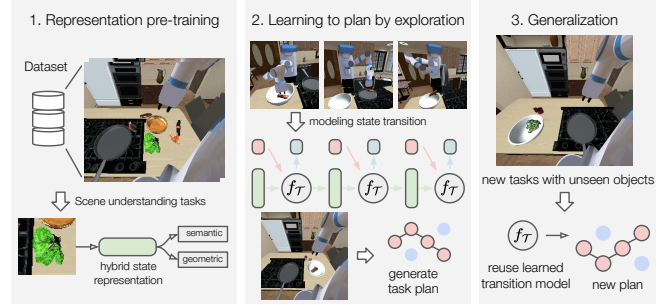 1. Representation pre-training
Dataset
Scene understanding tasks
hybrid state
representation
semantic
geometric
2. Learning to plan by exploration
modeling state transition
f𝒯
f𝒯
f𝒯
generate
task plan
3. Generalization
new tasks with unseen objects
f𝒯
reuse learned
transition model
new plan